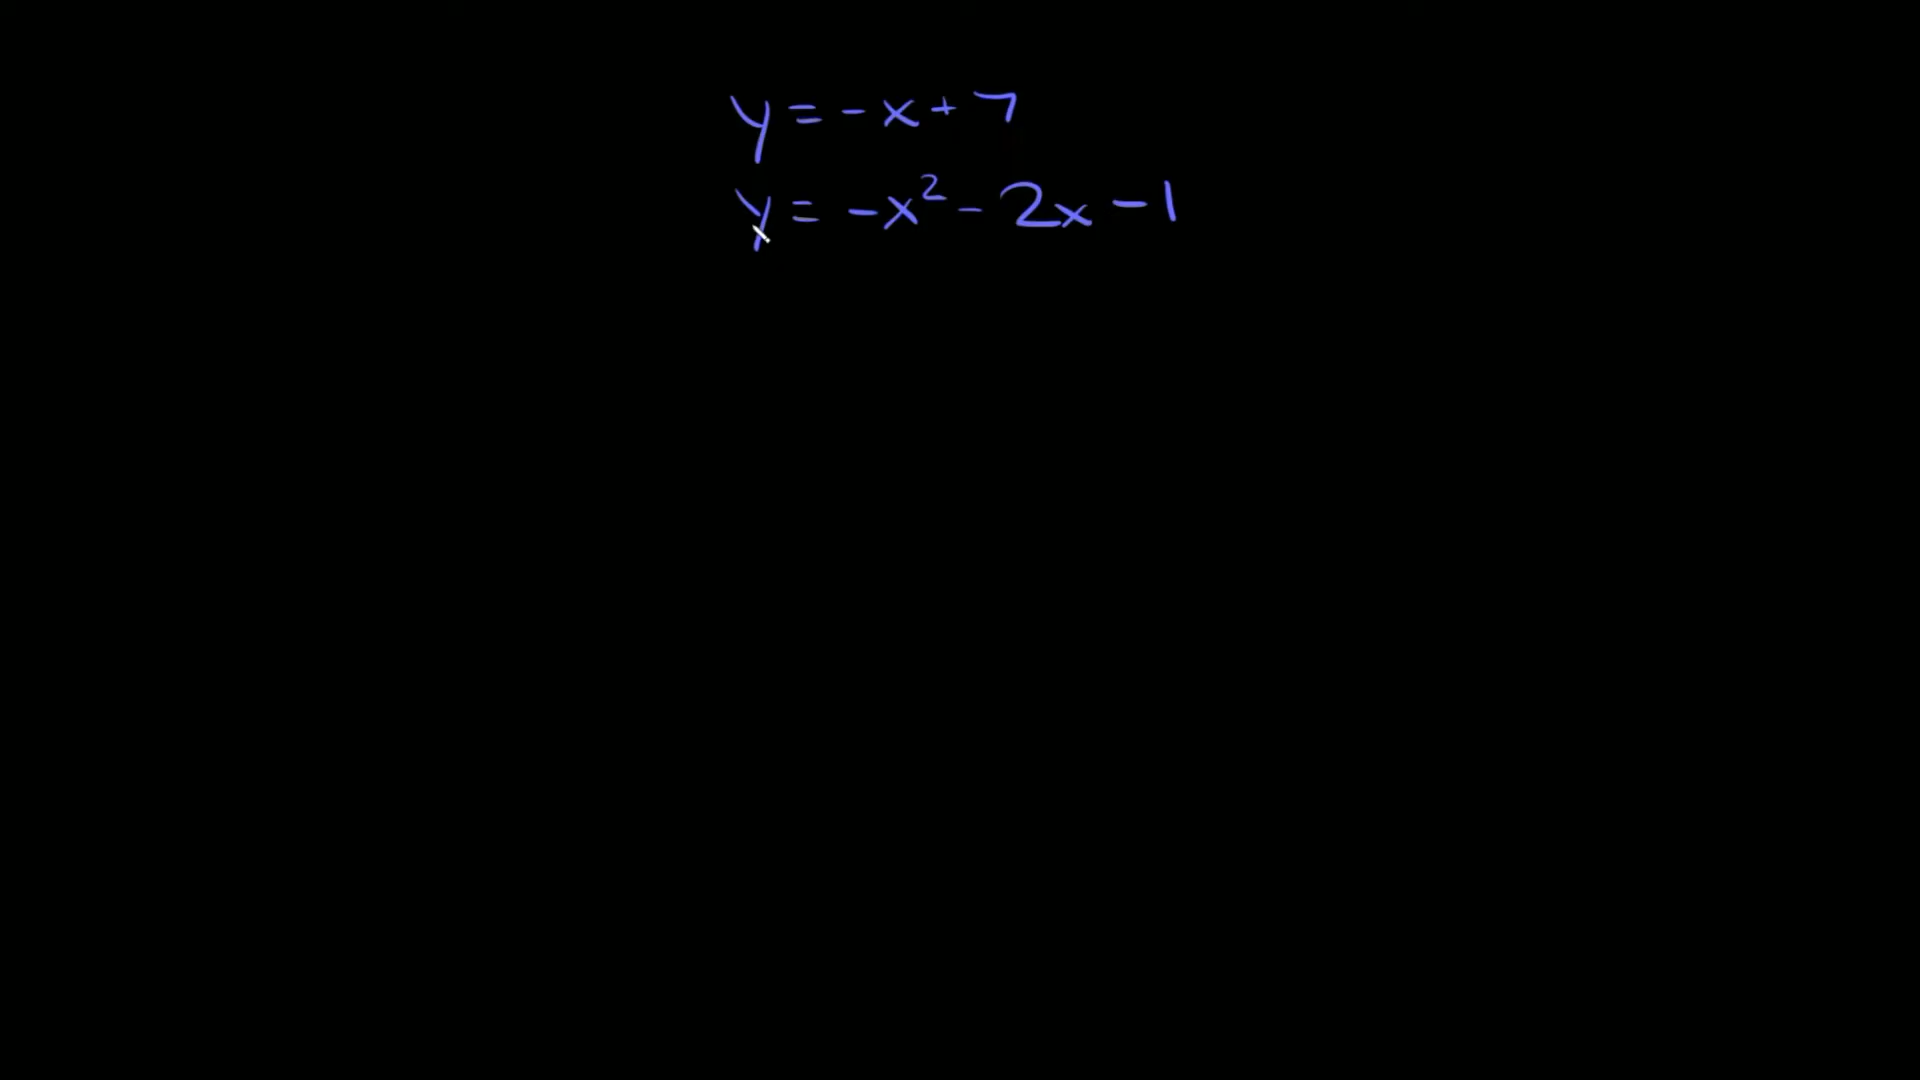 y = -x + 7
y = -x² - 2x - 1